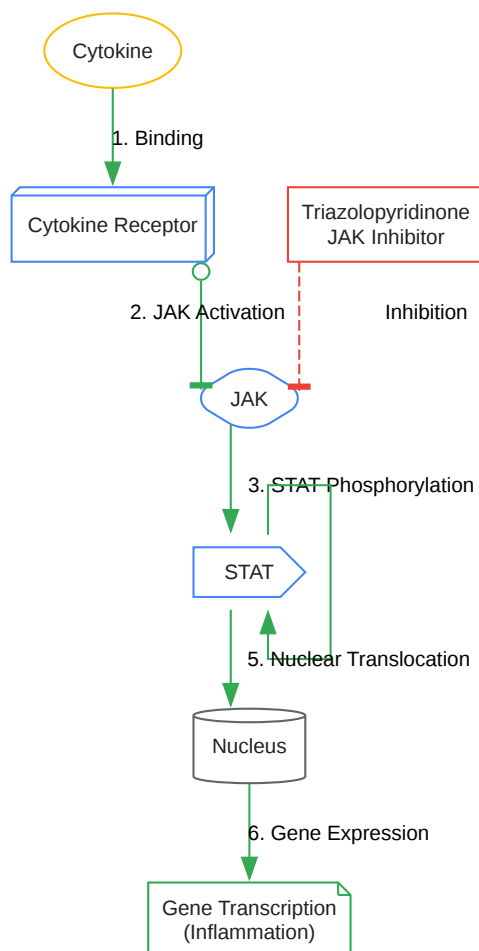 Cytokine
1. Binding
Cytokine Receptor
Triazolopyridinone
JAK Inhibitor
2. JAK Activation
Inhibition
JAK
3. STAT Phosphorylation
STAT
5. Nuclear Translocation
Nucleus
6. Gene Expression
Gene Transcription
(Inflammation)